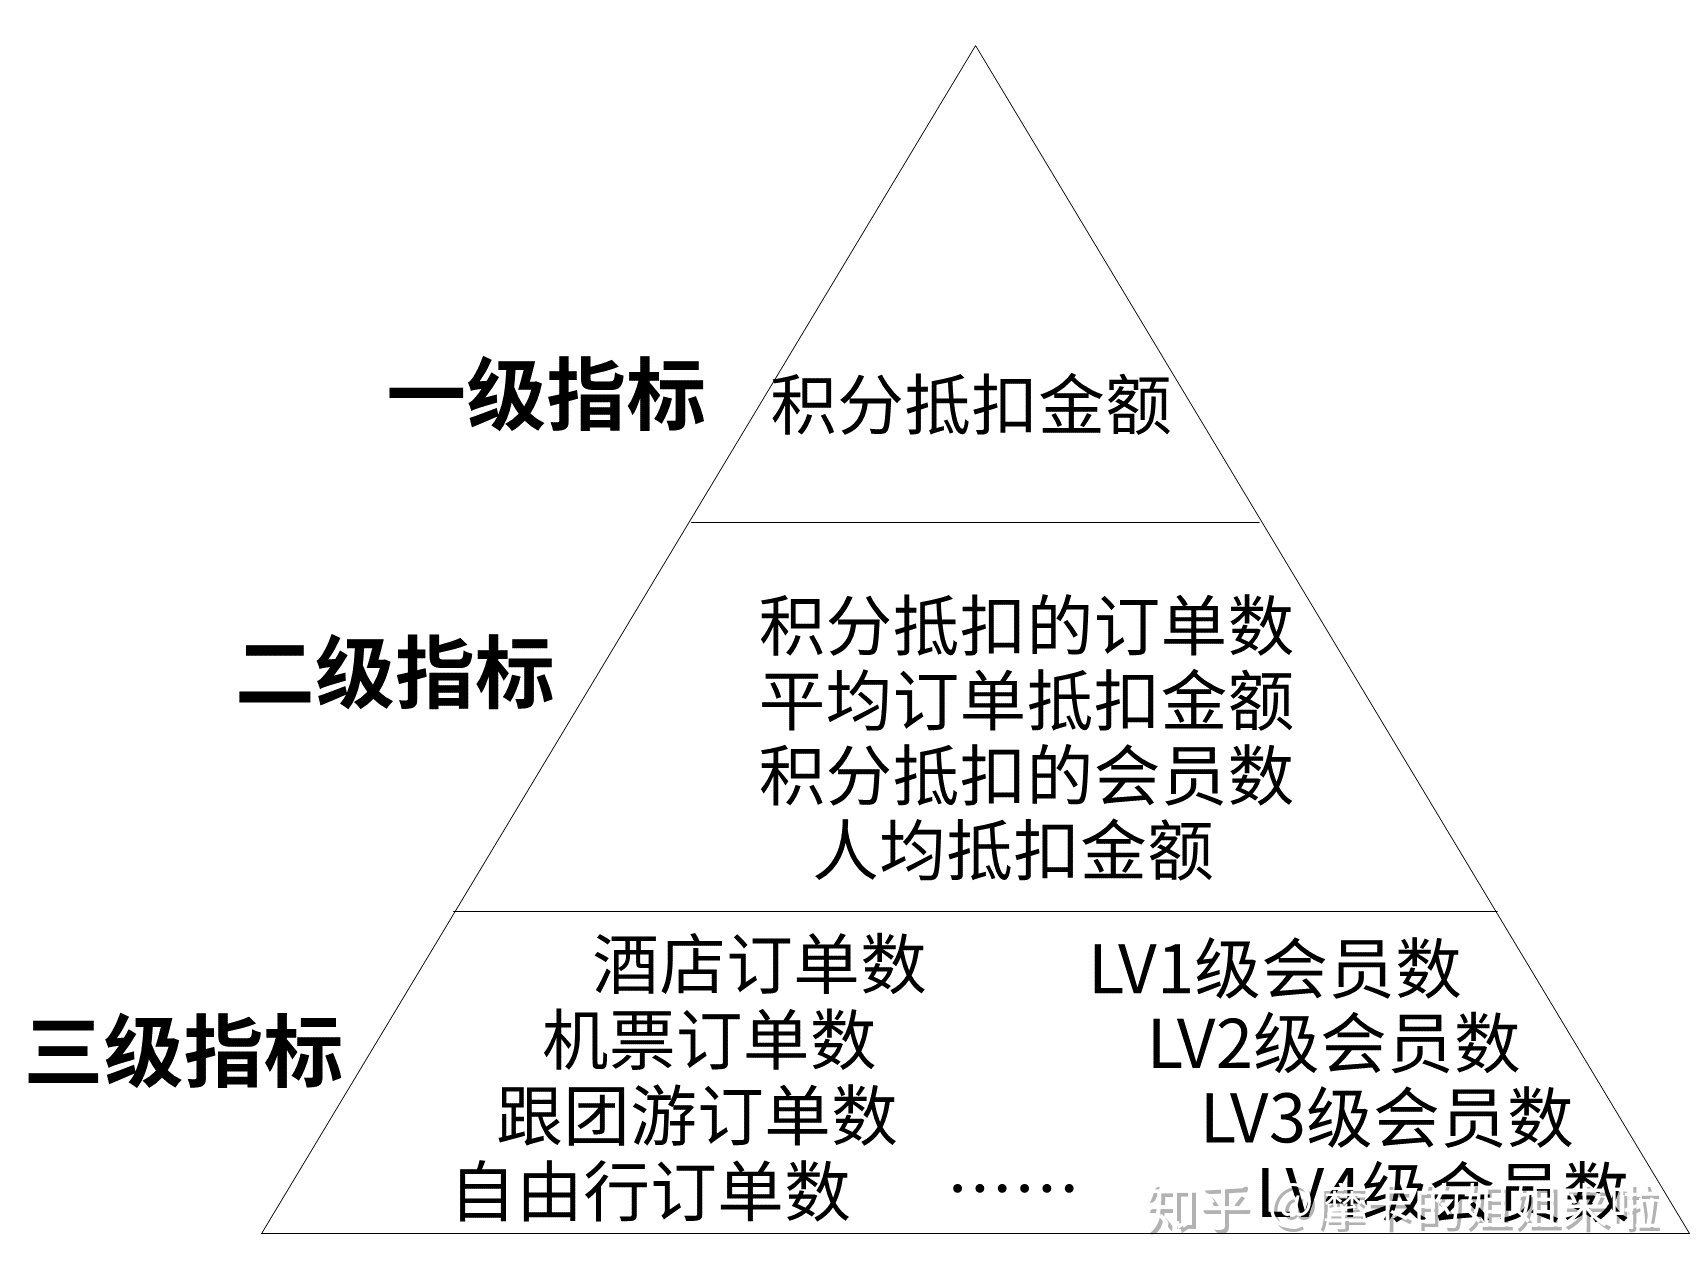 一级指标
积分抵扣金额
二级指标
积分抵扣的订单数
平均订单抵扣金额
积分抵扣的会员数
人均抵扣金额
三级指标
酒店订单数
机票订单数
跟团游订单数
自由行订单数
……
LV1级会员数
LV2级会员数
LV3级会员数
LV4级会员数
知乎 @摩卡的姐姐来啦